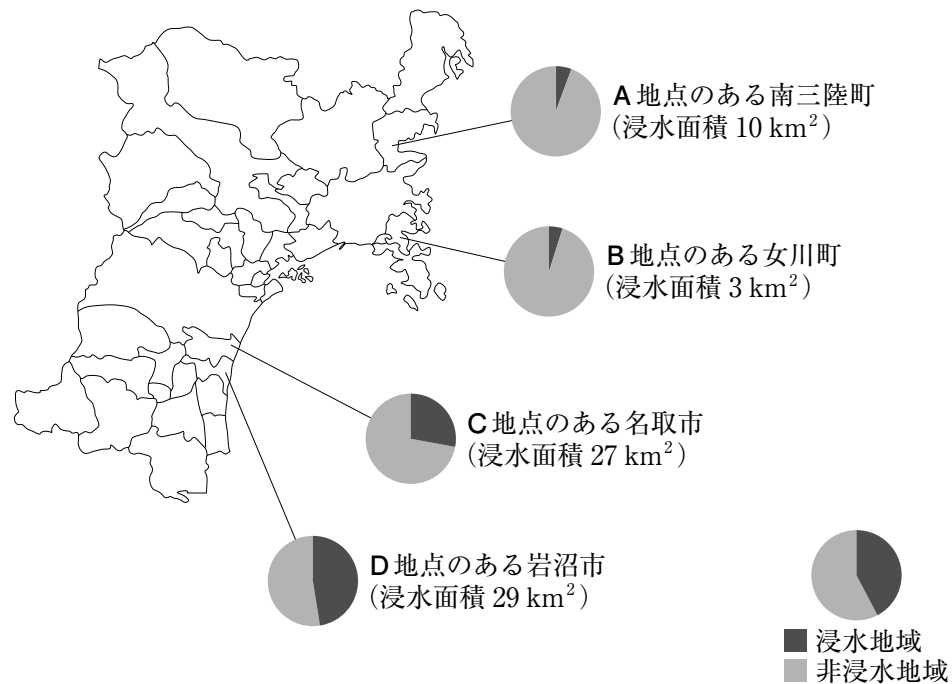 A地点のある南三陸町
(浸水面積 10 km²)
B地点のある女川町
(浸水面積 3 km²)
C地点のある名取市
(浸水面積 27 km²)
D地点のある岩沼市
(浸水面積 29 km²)
浸水地域
非浸水地域